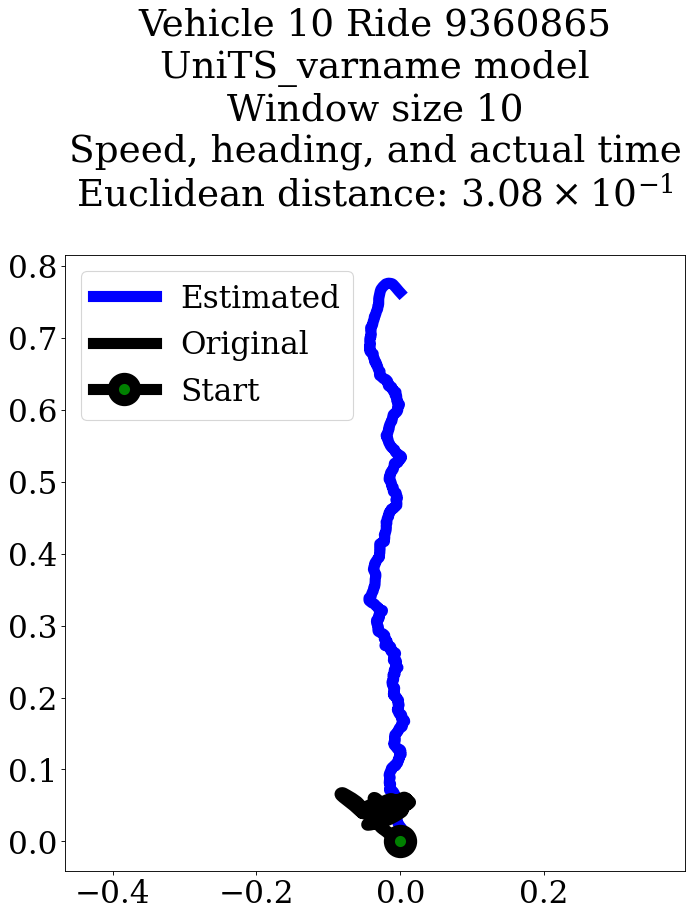 Vehicle 10 Ride 9360865
UniTS_varname model
Window size 10
Speed, heading, and actual time
Euclidean distance: 3.08 × 10⁻¹
0.8
0.7
0.6
0.5
0.4
0.3
0.2
0.1
0.0
Estimated
Original
Start
−0.4 −0.2 0.0 0.2